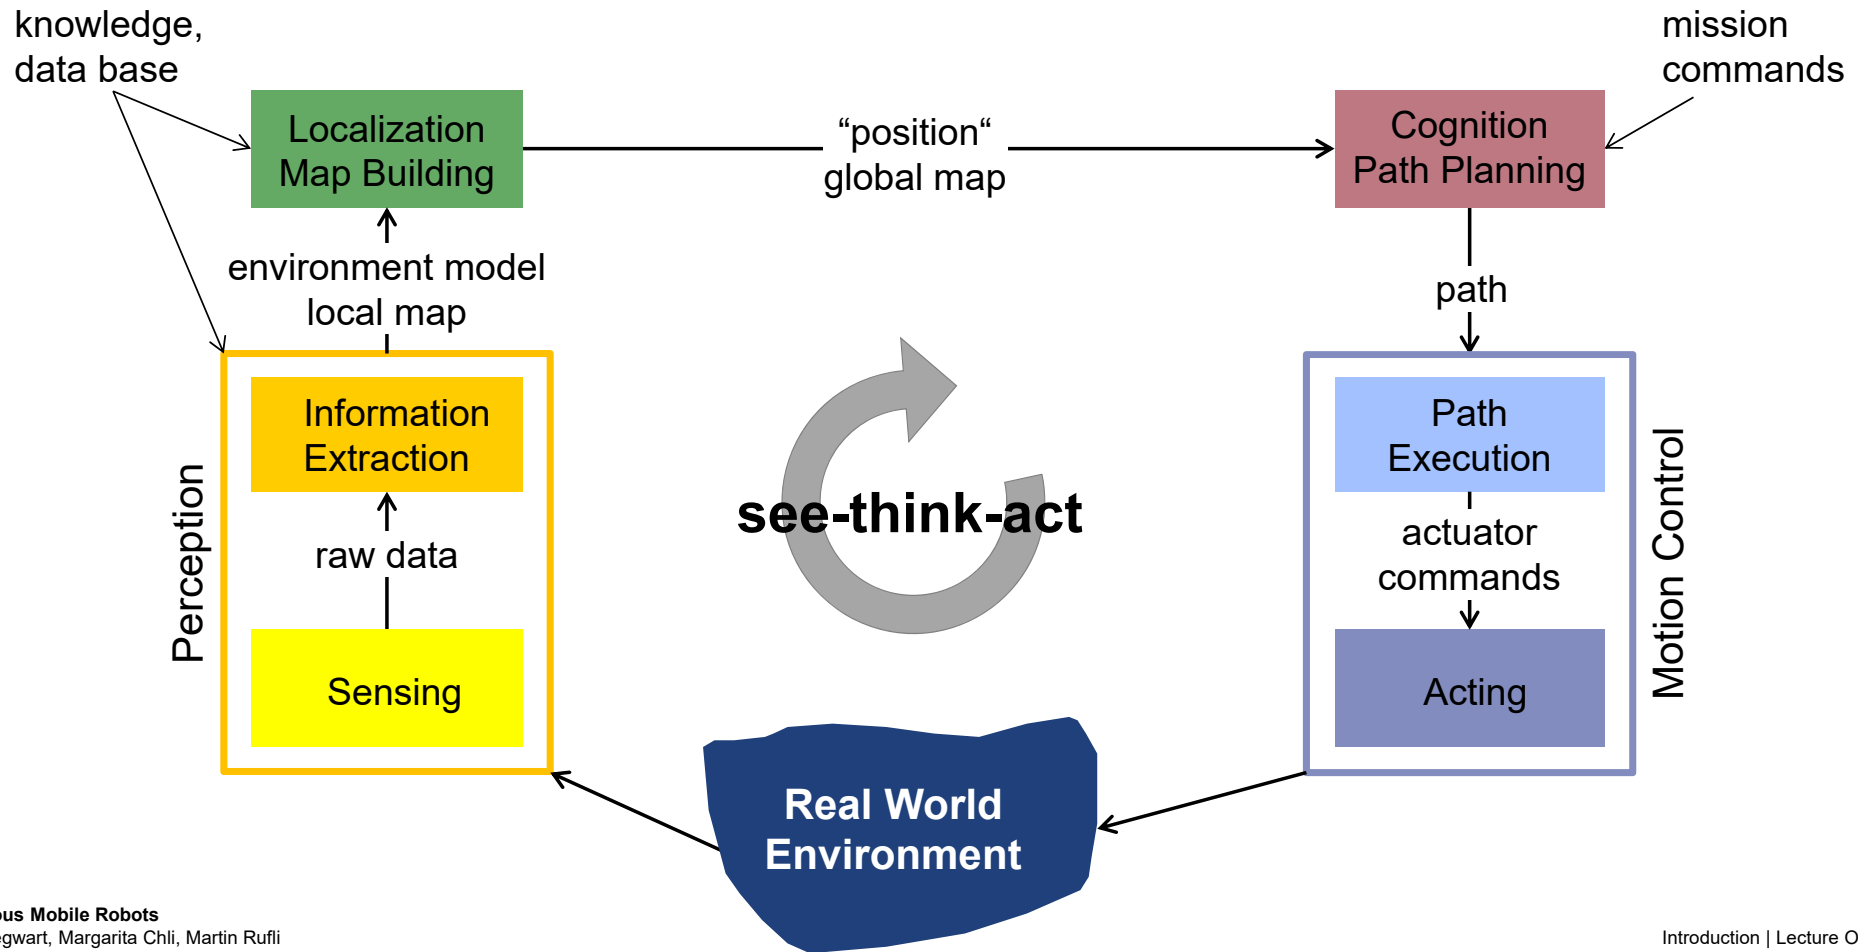 knowledge,
data base
mission
commands
Localization
Map Building
“position“
global map
Cognition
Path Planning
environment model
local map
path
Perception
Information
Extraction
raw data
Sensing
see-think-act
Path
Execution
actuator
commands
Acting
Motion Control
Real World
Environment
ous Mobile Robots
egwart, Margarita Chli, Martin Rufli
Introduction | Lecture O